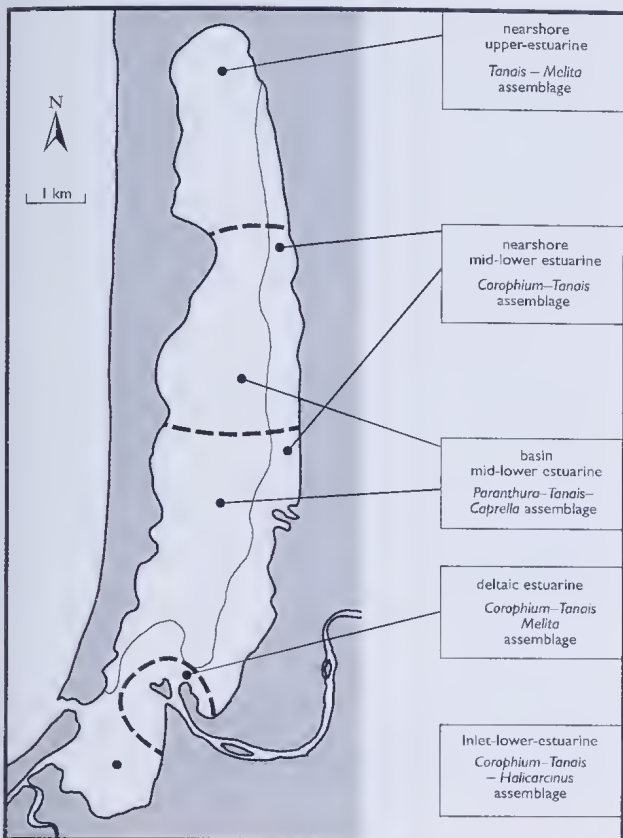 nearshore
upper-estuarine
Tanais – Melita
assemblage
N
1 km
nearshore
mid-lower estuarine
Corophium–Tanais
assemblage
basin
mid-lower estuarine
Paranthura–Tanais–
Caprella assemblage
deltaic estuarine
Corophium–Tanais
Melita
assemblage
Inlet-lower-estuarine
Corophium–Tanais
– Halicarcinus
assemblage